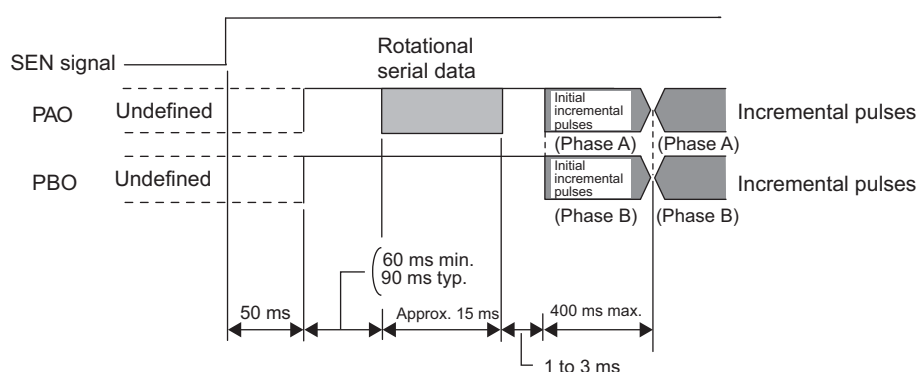 SEN signal
Rotational
serial data
PAO
Undefined
Initial
incremental
pulses
Incremental pulses
(Phase A)
(Phase A)
PBO
Undefined
Initial
incremental
pulses
Incremental pulses
(Phase B)
(Phase B)
60 ms min.
90 ms typ.
50 ms
Approx. 15 ms
400 ms max.
1 to 3 ms